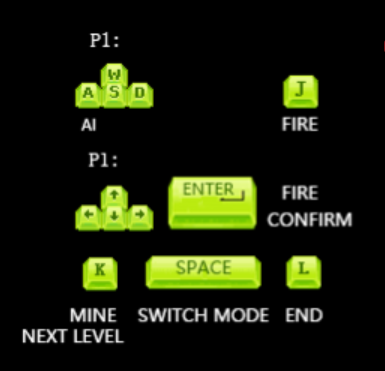 P1:
W
A S D
J
AI
FIRE
P1:
↑
← ↓ →
ENTER
FIRE
CONFIRM
K
SPACE
L
MINE
SWITCH MODE
END
NEXT LEVEL